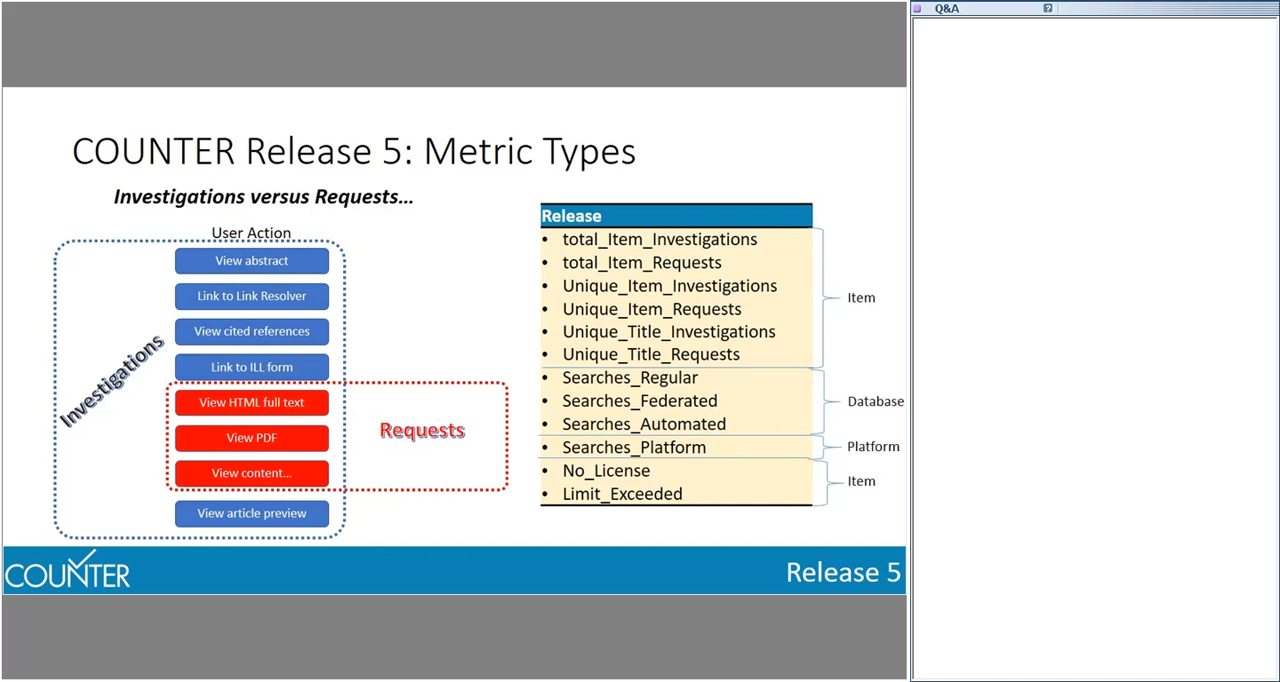 Q&A
COUNTER Release 5: Metric Types
Investigations versus Requests...
User Action
View abstract
Link to Link Resolver
View cited references
Link to ILL form
View HTML full text
View PDF
View content...
View article preview
Investigations
Requests
Release
• total_Item_Investigations
• total_Item_Requests
• Unique_Item_Investigations
• Unique_Item_Requests
• Unique_Title_Investigations
• Unique_Title_Requests
• Searches_Regular
• Searches_Federated
• Searches_Automated
• Searches_Platform
• No_License
• Limit_Exceeded
Item
Database
Platform
Item
COUNTER
Release 5